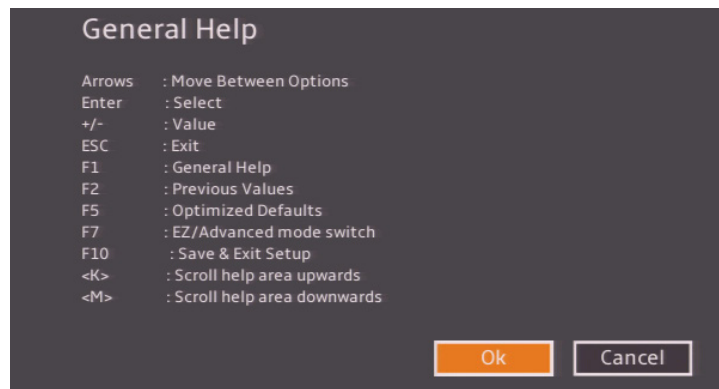 General Help
Arrows : Move Between Options
Enter : Select
+/- : Value
ESC : Exit
F1 : General Help
F2 : Previous Values
F5 : Optimized Defaults
F7 : EZ/Advanced mode switch
F10 : Save & Exit Setup
<K> : Scroll help area upwards
<M> : Scroll help area downwards
Ok Cancel